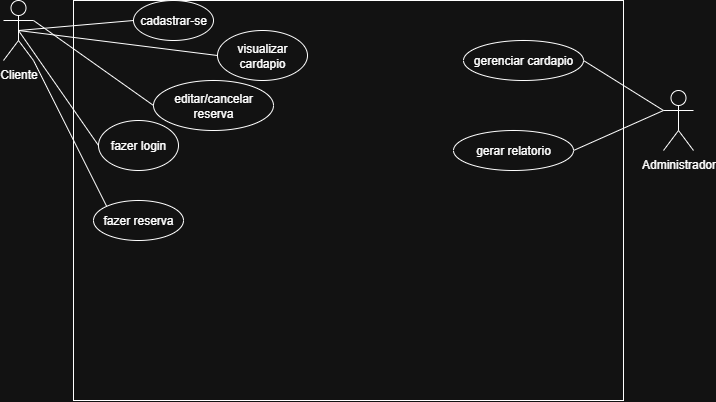 cadastrar-se
visualizar
cardapio
gerenciar cardapio
Cliente
editar/cancelar
reserva
fazer login
gerar relatorio
Administrador
fazer reserva